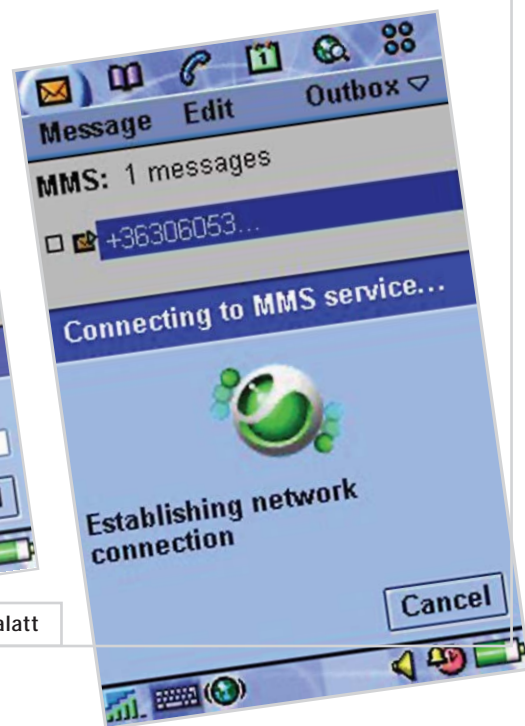 Message Edit Outbox
MMS: 1 messages
+36306053...
Connecting to MMS service...
Establishing network
connection
Cancel
alatt